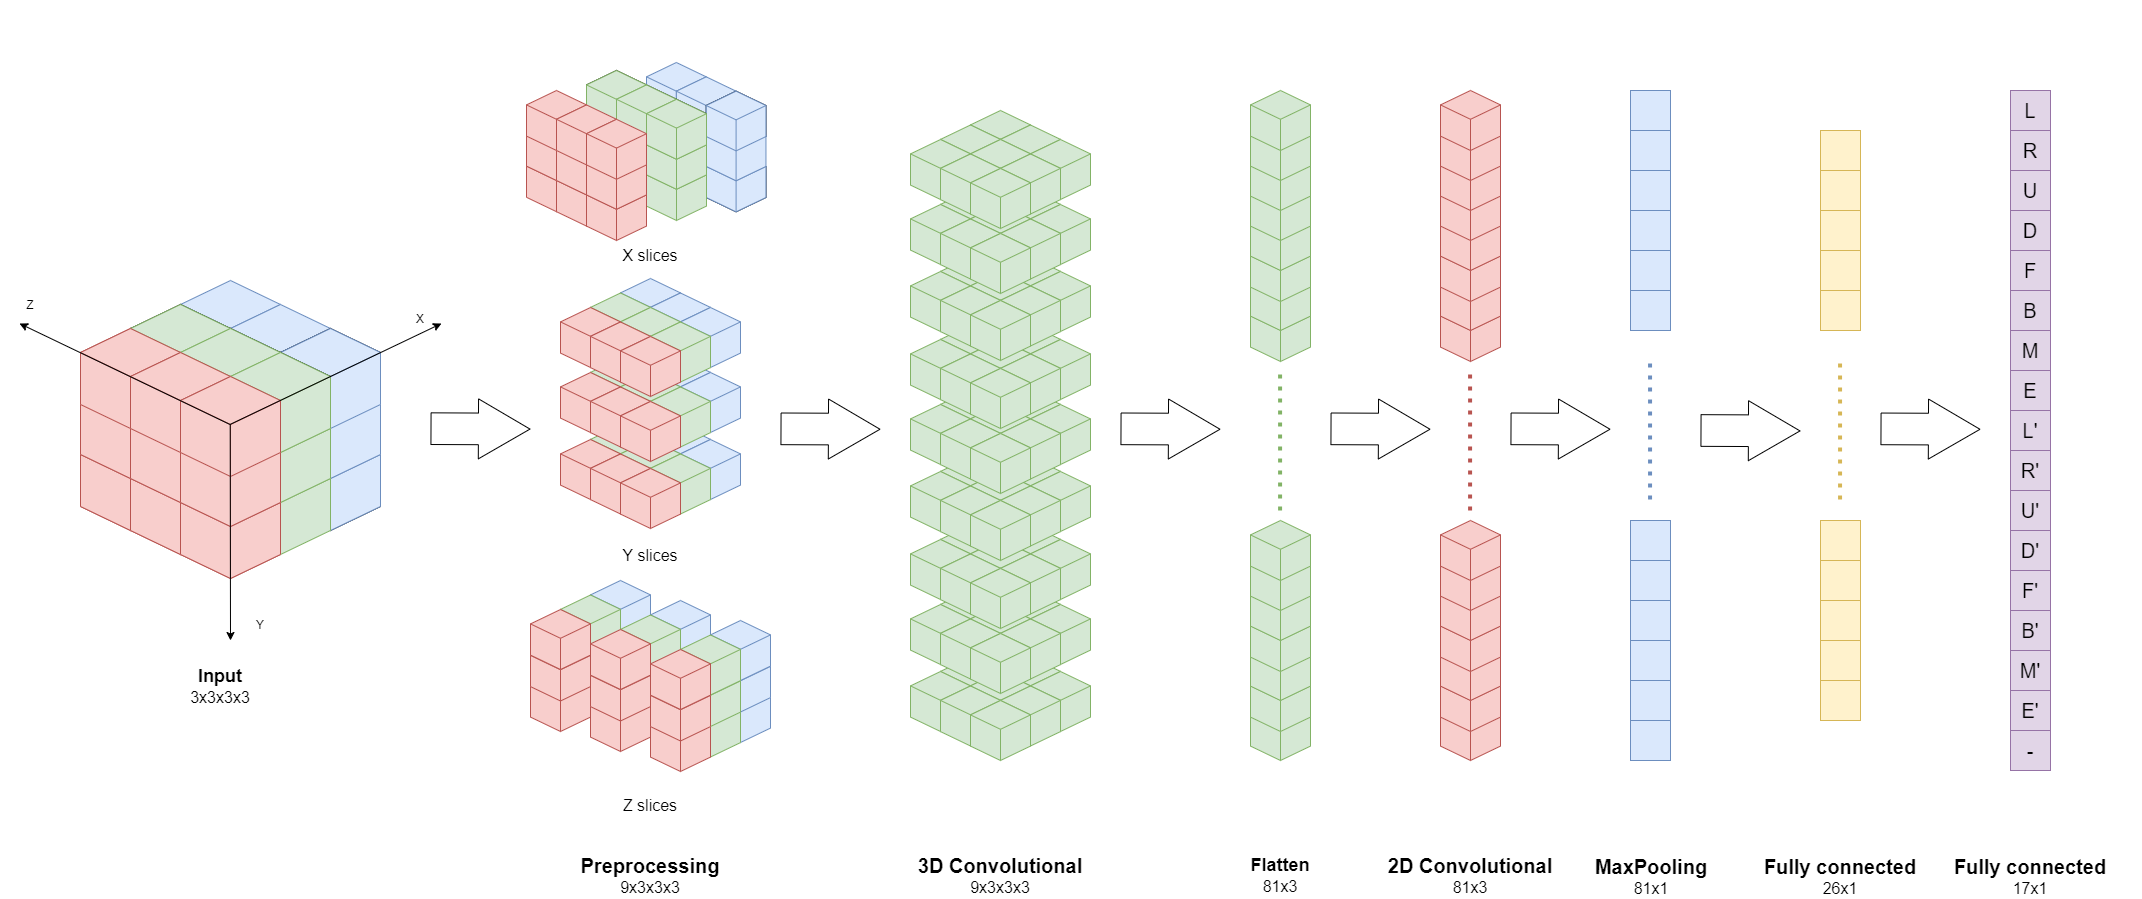 Z
X
Y
Input
3x3x3x3
X slices
Y slices
Z slices
Preprocessing
9x3x3x3
3D Convolutional
9x3x3x3
Flatten
81x3
2D Convolutional
81x3
MaxPooling
81x1
Fully connected
26x1
L
R
U
D
F
B
M
E
L'
R'
U'
D'
F'
B'
M'
E'
-
Fully connected
17x1